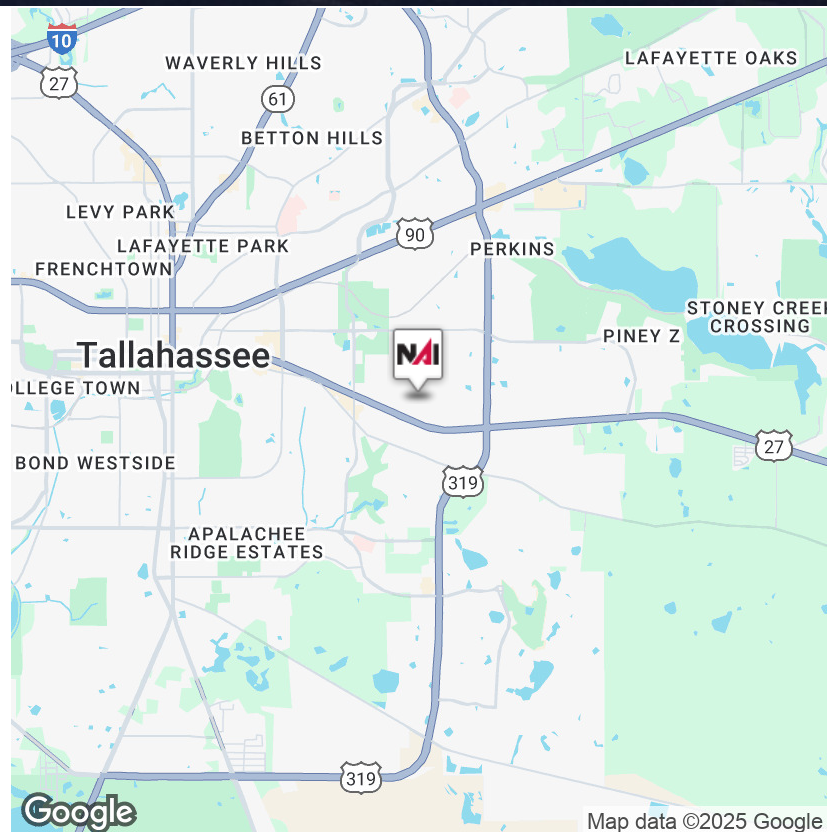 10
WAVERLY HILLS
LAFAYETTE OAKS
27
61
BETTON HILLS
LEVY PARK
90
LAFAYETTE PARK
PERKINS
FRENCHTOWN
STONEY CREEK
CROSSING
PINEY Z
NAI
Tallahassee
OLLEGE TOWN
27
BOND WESTSIDE
319
APALACHEE
RIDGE ESTATES
319
Google
Map data ©2025 Google